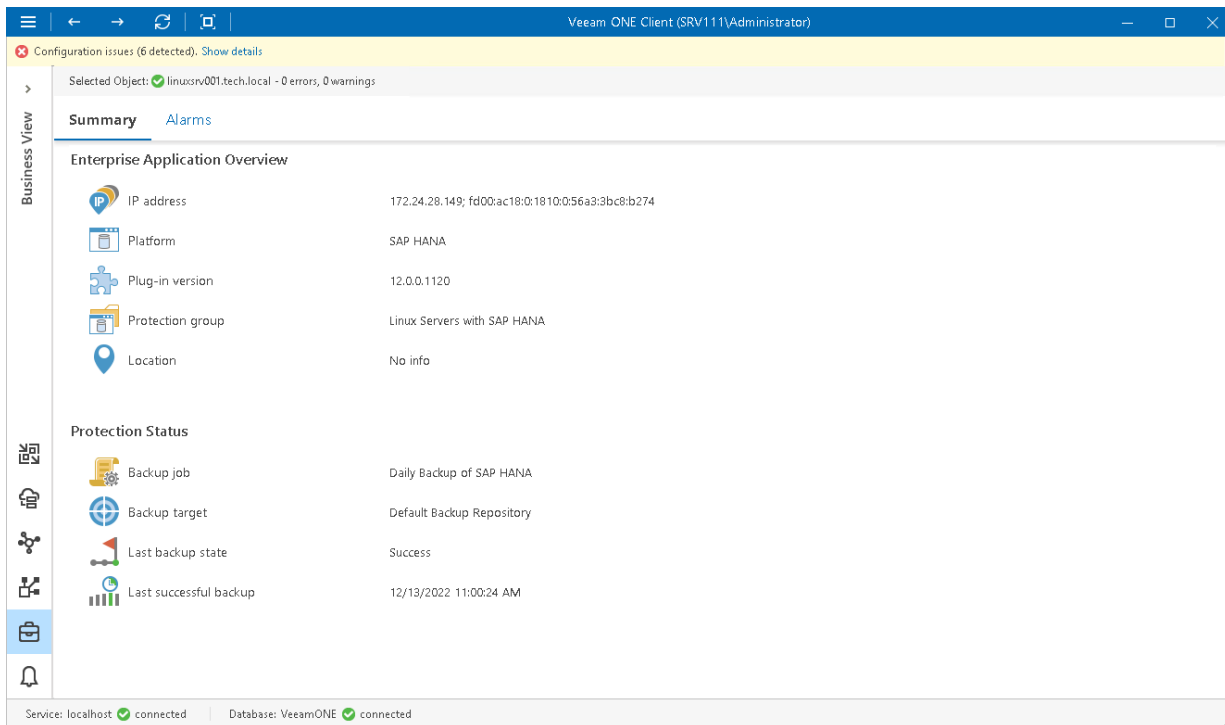 Veeam ONE Client (SRV111\Administrator)
Configuration issues (6 detected). Show details
Selected Object: linuxsrv001.tech.local - 0 errors, 0 warnings
Business View
Summary Alarms
Enterprise Application Overview
IP
IP address 172.24.28.149; fd00:ac18:0:1810:0:56a3:3bc8:b274
Platform SAP HANA
Plug-in version 12.0.0.1120
Protection group Linux Servers with SAP HANA
Location No info
Protection Status
Backup job Daily Backup of SAP HANA
Backup target Default Backup Repository
Last backup state Success
Last successful backup 12/13/2022 11:00:24 AM
Service: localhost connected Database: VeeamONE connected